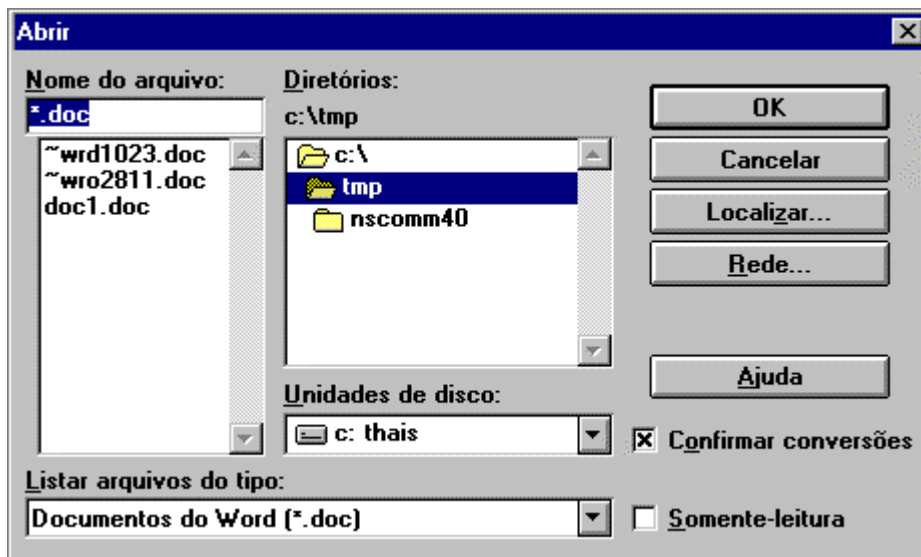 Abrir
Nome do arquivo:
*.doc
~wrd1023.doc
~wro2811.doc
doc1.doc
Diretórios:
c:\tmp
c:\
tmp
nscomm40
Unidades de disco:
c: thais
OK
Cancelar
Localizar...
Rede...
Ajuda
Confirmar conversões
Listar arquivos do tipo:
Documentos do Word (*.doc)
Somente-leitura